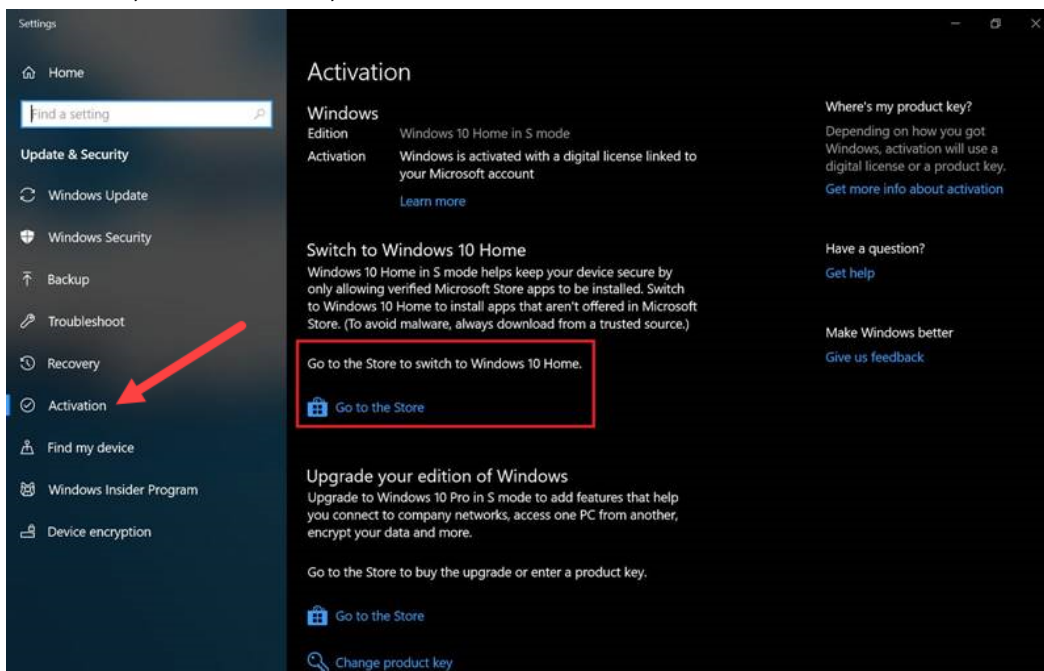 Settings
Home
Find a setting
Update & Security
Windows Update
Windows Security
Backup
Troubleshoot
Recovery
Activation
Find my device
Windows Insider Program
Device encryption
Activation
Windows
Edition Windows 10 Home in S mode
Activation Windows is activated with a digital license linked to
your Microsoft account
Learn more
Switch to Windows 10 Home
Windows 10 Home in S mode helps keep your device secure by
only allowing verified Microsoft Store apps to be installed. Switch
to Windows 10 Home to install apps that aren't offered in Microsoft
Store. (To avoid malware, always download from a trusted source.)
Go to the Store to switch to Windows 10 Home.
Go to the Store
Upgrade your edition of Windows
Upgrade to Windows 10 Pro in S mode to add features that help
you connect to company networks, access one PC from another,
encrypt your data and more.
Go to the Store to buy the upgrade or enter a product key.
Go to the Store
Change product key
Where's my product key?
Depending on how you got
Windows, activation will use a
digital license or a product key.
Get more info about activation
Have a question?
Get help
Make Windows better
Give us feedback